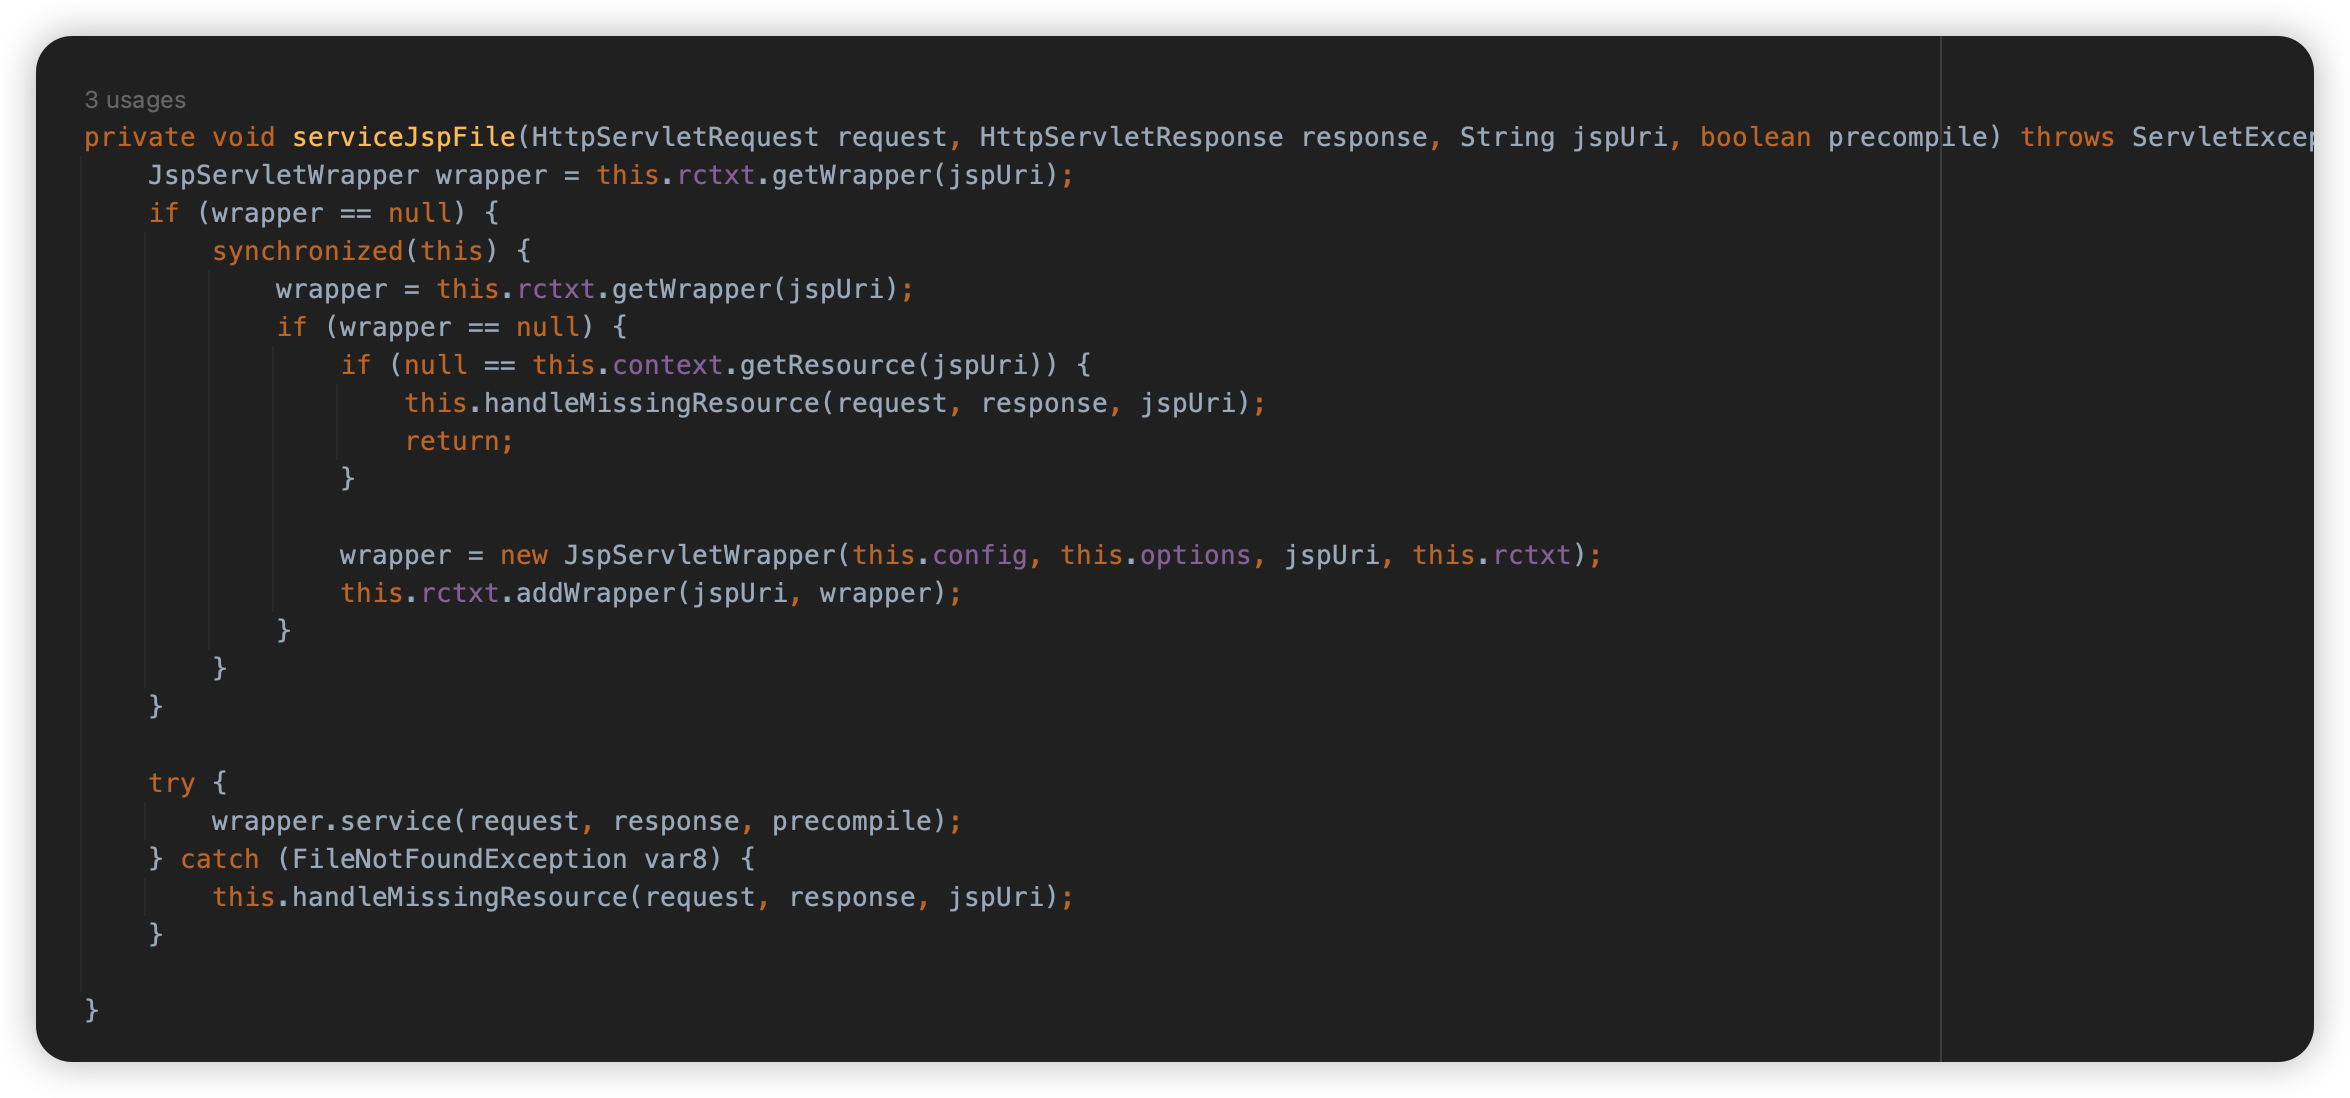 3 usages
private void serviceJspFile(HttpServletRequest request, HttpServletResponse response, String jspUri, boolean precompile) throws ServletExcep
    JspServletWrapper wrapper = this.rctxt.getWrapper(jspUri);
    if (wrapper == null) {
        synchronized(this) {
            wrapper = this.rctxt.getWrapper(jspUri);
            if (wrapper == null) {
                if (null == this.context.getResource(jspUri)) {
                    this.handleMissingResource(request, response, jspUri);
                    return;
                }

                wrapper = new JspServletWrapper(this.config, this.options, jspUri, this.rctxt);
                this.rctxt.addWrapper(jspUri, wrapper);
            }
        }
    }

    try {
        wrapper.service(request, response, precompile);
    } catch (FileNotFoundException var8) {
        this.handleMissingResource(request, response, jspUri);
    }

}